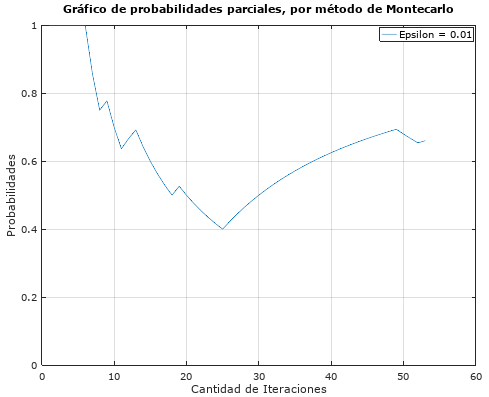 Gráfico de probabilidades parciales, por método de Montecarlo
Epsilon = 0.01
1
0.8
0.6
0.4
0.2
0
Probabilidades
0 10 20 30 40 50 60
Cantidad de Iteraciones